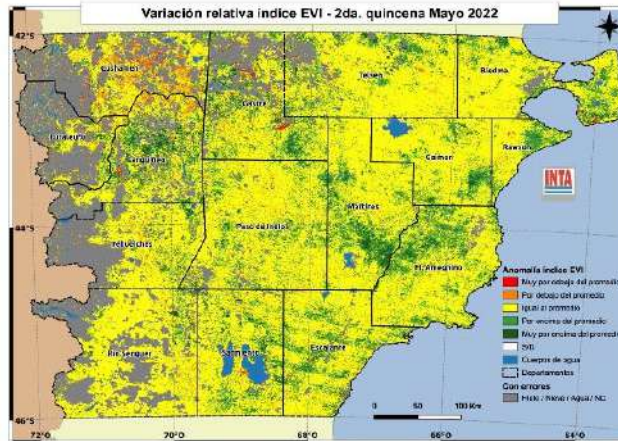 Variación relativa índice EVI - 2da. quincena Mayo 2022
42°S
Cushamen
Gastre
Telsen
Biedma
Languiñeo
Gaiman
Rawson
INTA
44°S
Paso de Indios
Mártires
Tehuelches
F. Ameghino
Anomalía índice EVI
Muy por debajo del promedio
Por debajo del promedio
Igual al promedio
Por encima del promedio
Muy por encima del promedio
S/D
Cuerpos de agua
Departamentos
Con errores
Río Senguer
Sarmiento
Escalante
0 50 100 Km
46°S
72°O 70°O 68°O 66°O 64°O